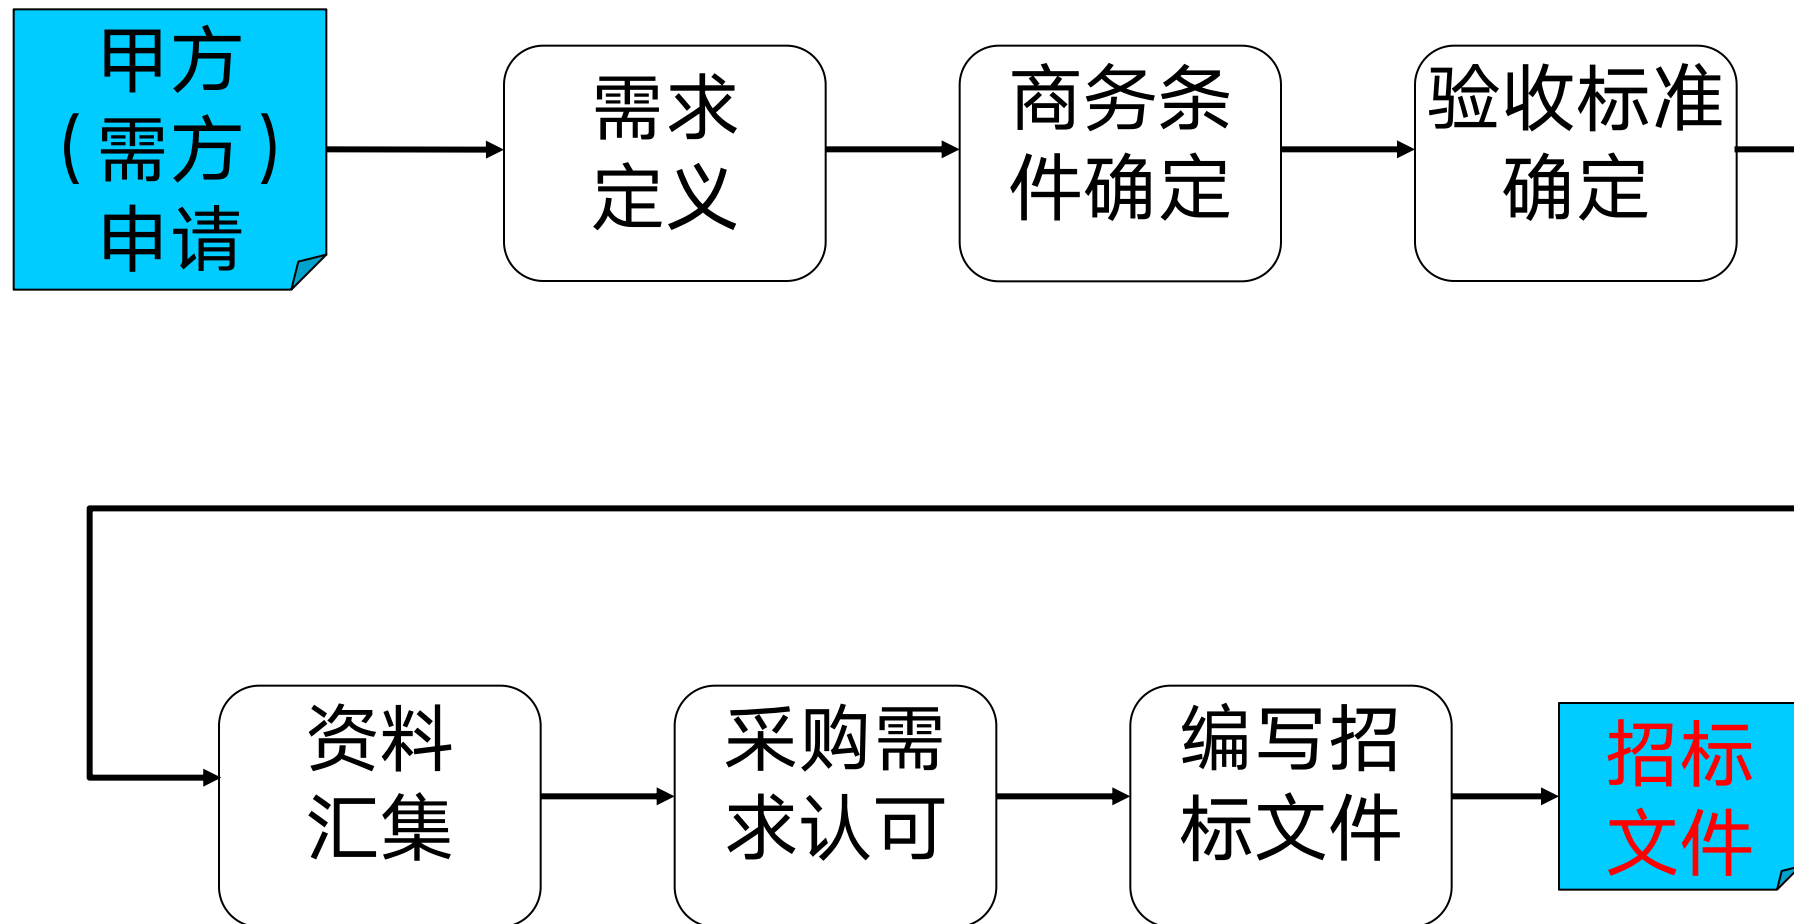 甲方
(需方)
申请
需求
定义
商务条
件确定
验收标准
确定
资料
汇集
采购需
求认可
编写招
标文件
招标
文件